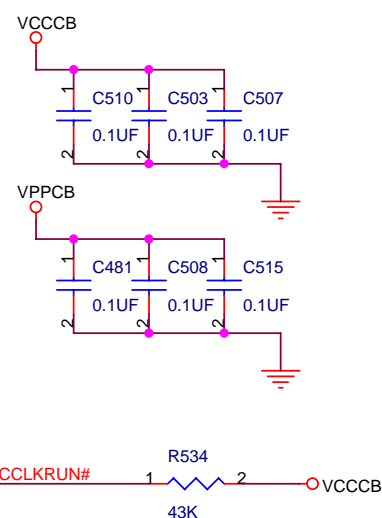 VCCCB
1 1 1
C510 C503 C507
0.1UF 0.1UF 0.1UF
2 2 2
VPPCB
1 1 1
C481 C508 C515
0.1UF 0.1UF 0.1UF
2 2 2
R534
CCLKRUN# 1 2 VCCCB
43K